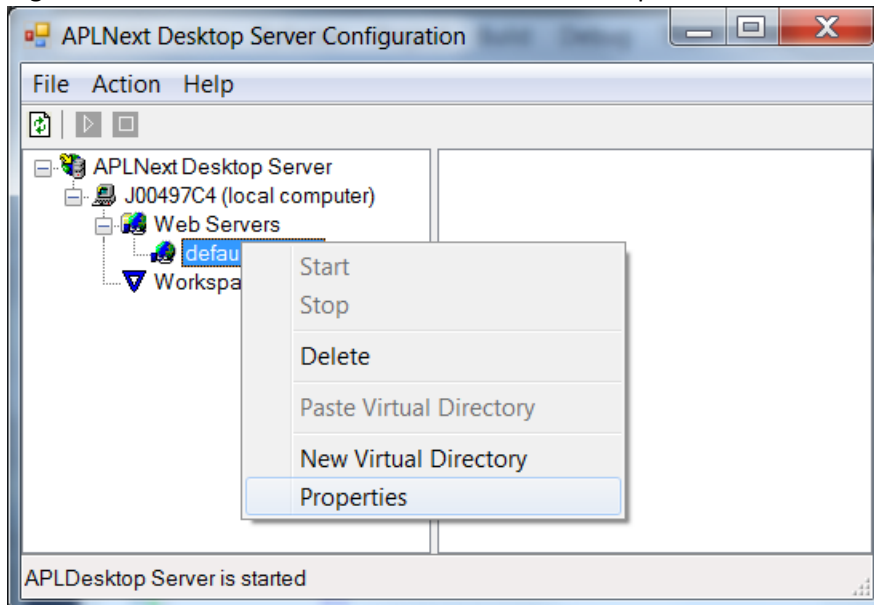 APLNext Desktop Server Configuration
File Action Help
APLNext Desktop Server
J00497C4 (local computer)
Web Servers
defau
Workspa
Start
Stop
Delete
Paste Virtual Directory
New Virtual Directory
Properties
APLDesktop Server is started